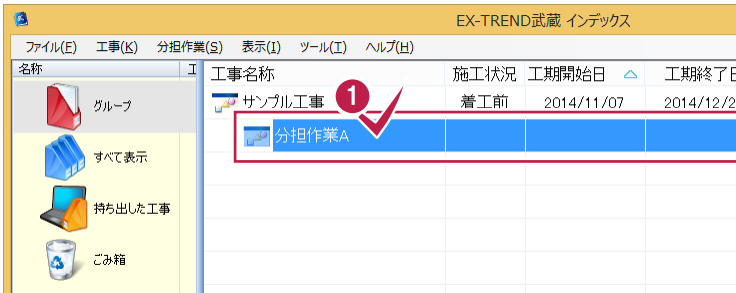 EX-TREND武蔵 インデックス
ファイル(F) 工事(K) 分担作業(S) 表示(I) ツール(T) ヘルプ(H)
名称
工事名称 施工状況 工期開始日 工期終了日
1
サンプル工事 着工前 2014/11/07 2014/12/2
分担作業A
グループ
すべて表示
持ち出した工事
ごみ箱